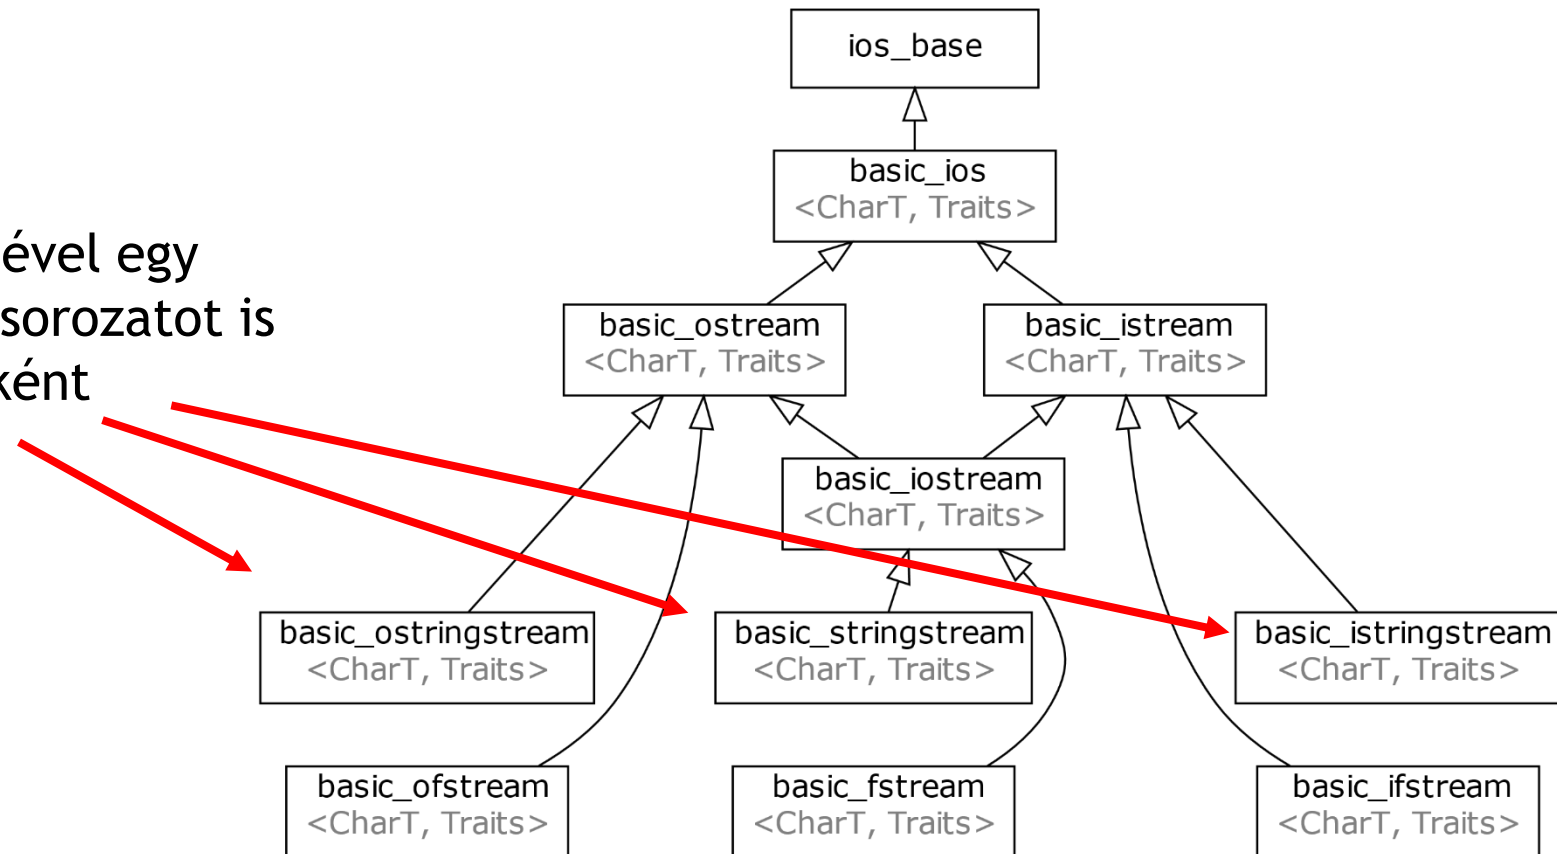 ios_base
basic_ios
<CharT, Traits>
ével egy
sorozatot is
ként
basic_ostream
<CharT, Traits>
basic_istream
<CharT, Traits>
basic_iostream
<CharT, Traits>
basic_ostringstream
<CharT, Traits>
basic_stringstream
<CharT, Traits>
basic_istringstream
<CharT, Traits>
basic_ofstream
<CharT, Traits>
basic_fstream
<CharT, Traits>
basic_ifstream
<CharT, Traits>